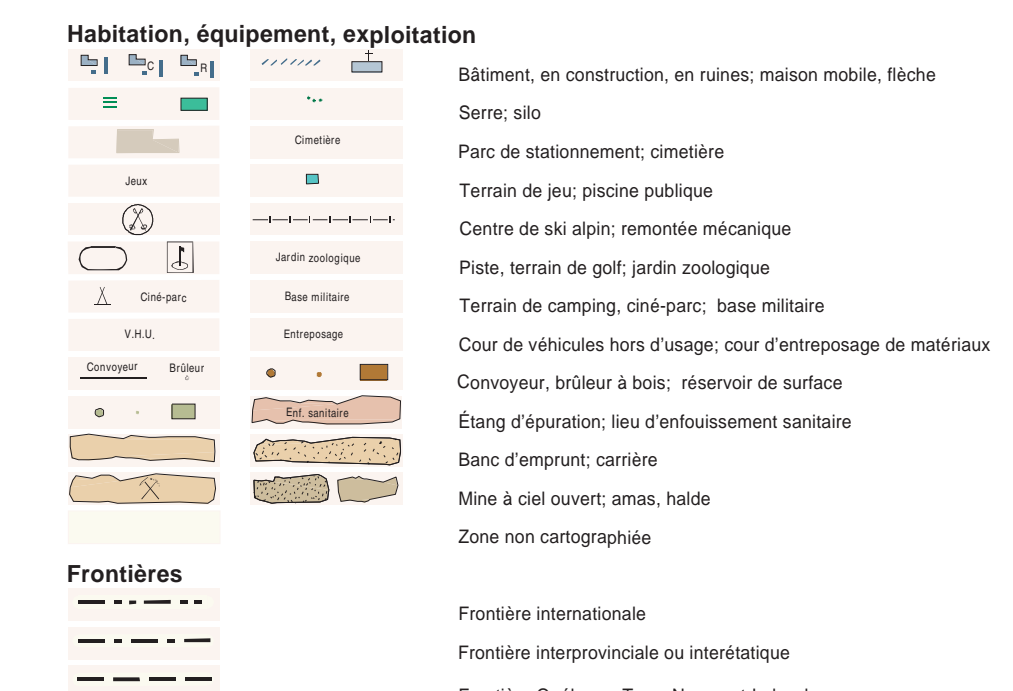 Habitation, équipement, exploitation
C R Bâtiment, en construction, en ruines; maison mobile, flèche
Serre; silo
Cimetière Parc de stationnement; cimetière
Jeux Terrain de jeu; piscine publique
Centre de ski alpin; remontée mécanique
Jardin zoologique Piste, terrain de golf; jardin zoologique
Ciné-parc Base militaire Terrain de camping, ciné-parc; base militaire
V.H.U. Entreposage Cour de véhicules hors d'usage; cour d'entreposage de matériaux
Convoyeur Brûleur Convoyeur, brûleur à bois; réservoir de surface
Enf. sanitaire Étang d'épuration; lieu d'enfouissement sanitaire
Banc d'emprunt; carrière
Mine à ciel ouvert; amas, halde
Zone non cartographiée
Frontières
Frontière internationale
Frontière interprovinciale ou interétatique